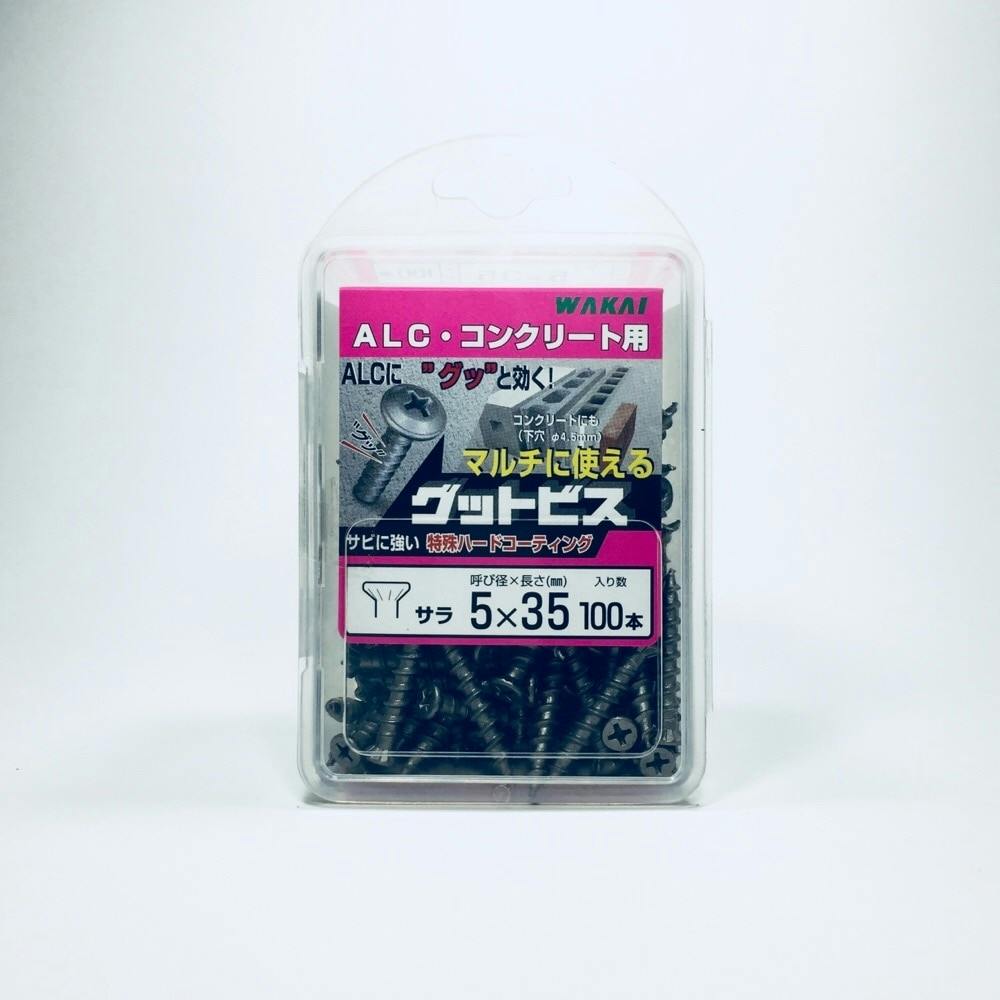 WAKAI
ALC・コンクリート用
ALCに "グッ"と効く!
"グッ"
コンクリートにも
(下穴 φ4.5mm)
マルチに使える
グットビス
サビに強い 特殊ハードコーティング
呼び径×長さ(㎜) 入り数
サラ 5×35 100本